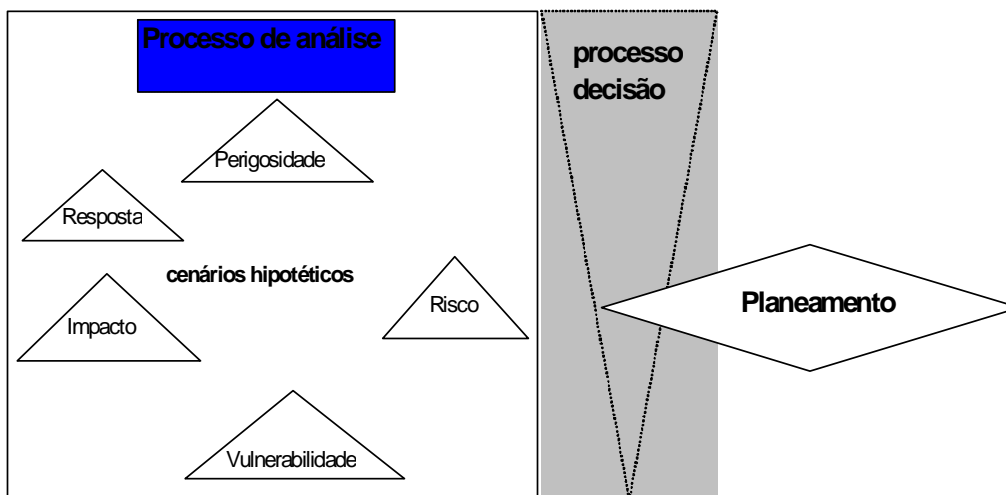 Processo de análise
processo
decisão
Perigosidade
Resposta
cenários hipotéticos
Risco
Impacto
Planeamento
Vulnerabilidade